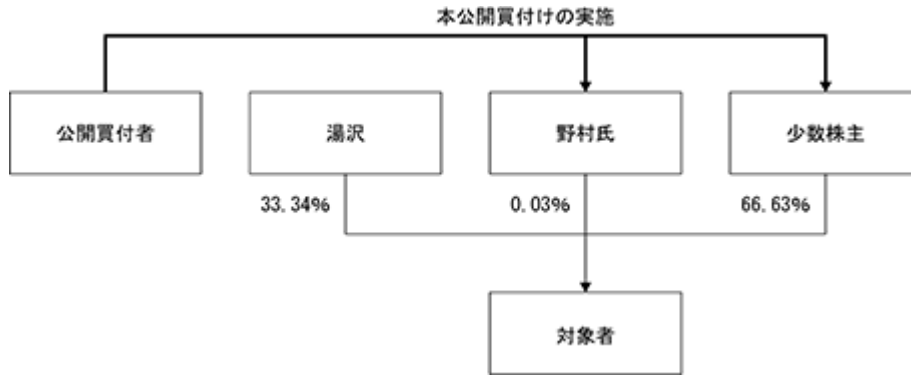 本公開買付けの実施
公開買付者
湯沢
野村氏
少数株主
33.34%
0.03%
66.63%
対象者